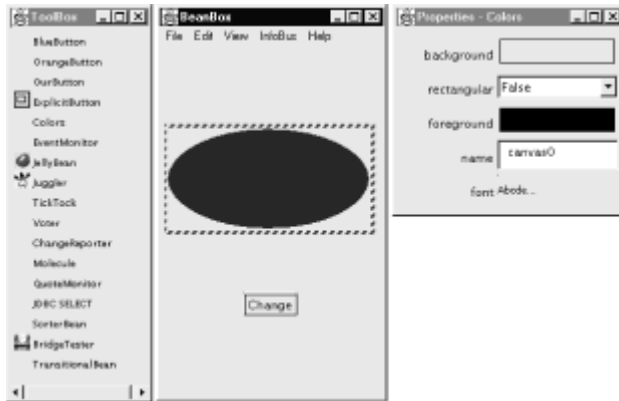 ToolBox
BlueButton
OrangeButton
OurButton
ExplicitButton
Colors
EventMonitor
JellyBean
Juggler
TickTock
Voter
ChangeReporter
Molecule
QuoteMonitor
JDBC SELECT
SorterBean
BridgeTester
TransitionalBean
BeanBox
File Edit View InfoBus Help
Change
Properties - Colors
background
rectangular False
foreground
name canvas0
font Abcde...